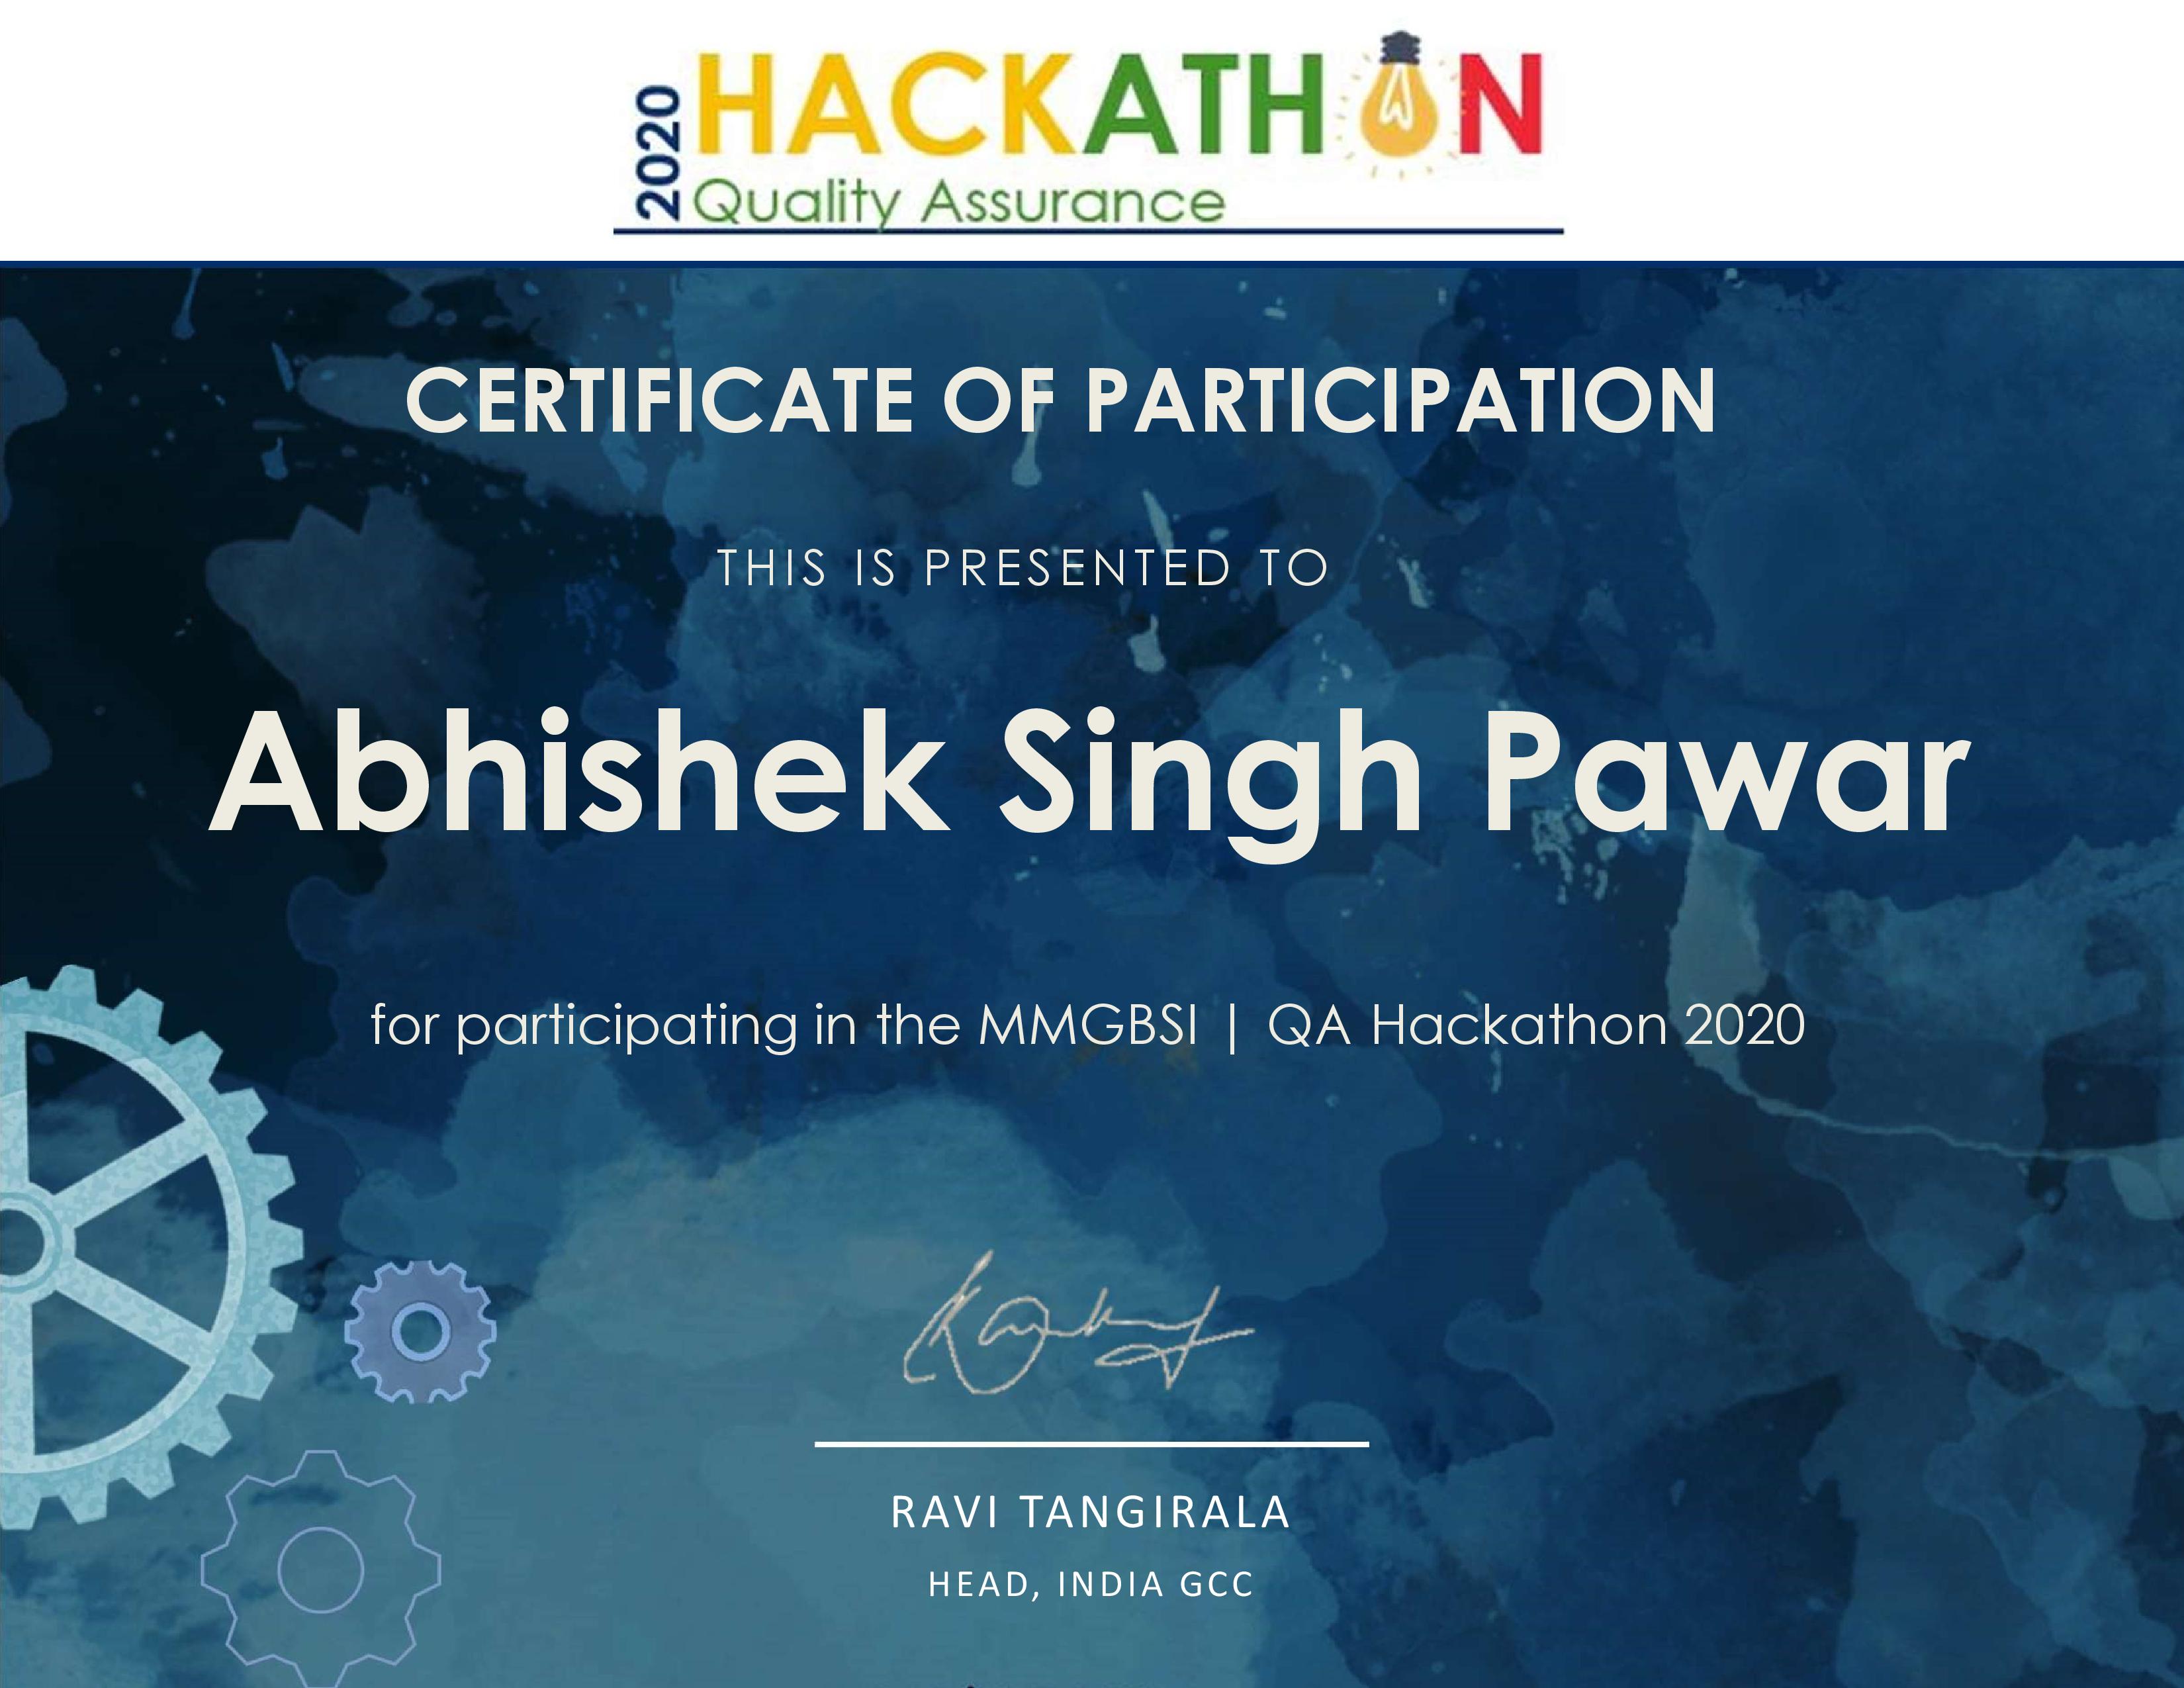 2020
HACKATHON
Quality Assurance
CERTIFICATE OF PARTICIPATION
THIS IS PRESENTED TO
Abhishek Singh Pawar
for participating in the MMGBSI | QA Hackathon 2020
RAVI TANGIRALA
HEAD, INDIA GCC